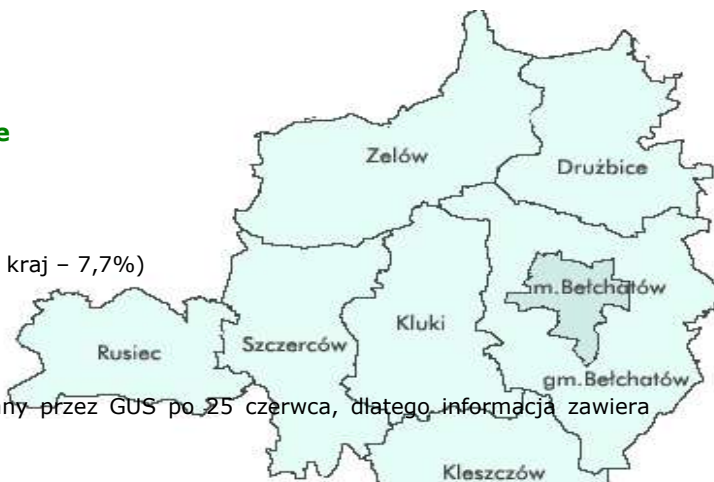 e
Zelów
Drużbice
kraj – 7,7%)
m.Bełchatów
Kluki
Szczerców
Rusiec
gm.Bełchatów
any przez GUS po 25 czerwca, dlatego informacja zawiera
Kleszczów